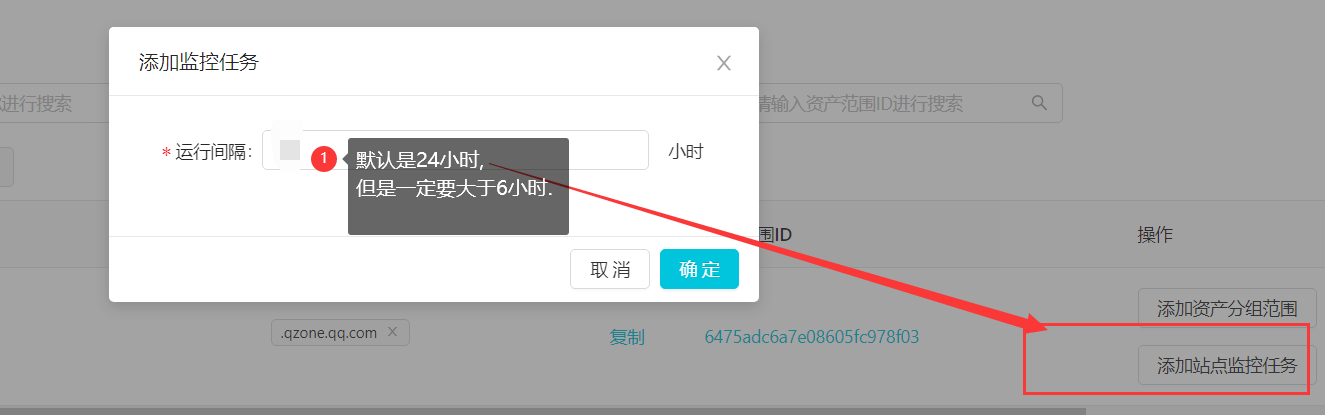 添加监控任务
进行搜索
请输入资产范围ID进行搜索
* 运行间隔:
1
默认是24小时,
但是一定要大于6小时.
小时
围ID
操作
取消
确定
添加资产分组范围
.qzone.qq.com
复制
6475adc6a7e08605fc978f03
添加站点监控任务